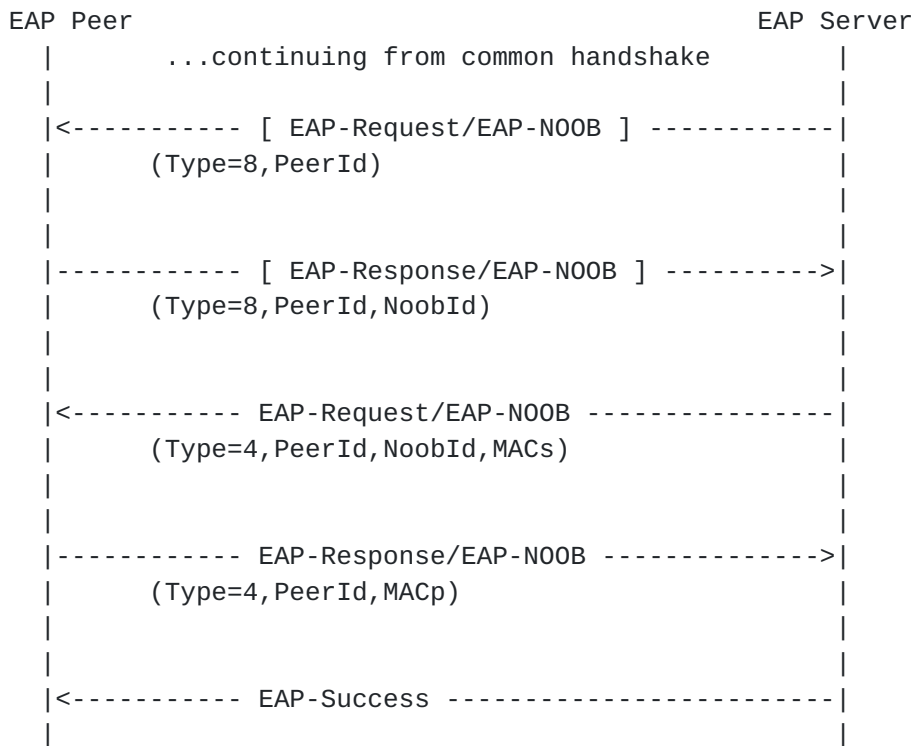 EAP Peer                                     EAP Server
  |       ...continuing from common handshake      |
  |                                                |
  |<----------- [ EAP-Request/EAP-NOOB ] ------------|
  |      (Type=8,PeerId)                           |
  |                                                |
  |                                                |
  |------------ [ EAP-Response/EAP-NOOB ] ---------->|
  |      (Type=8,PeerId,NoobId)                    |
  |                                                |
  |                                                |
  |<----------- EAP-Request/EAP-NOOB ----------------|
  |      (Type=4,PeerId,NoobId,MACs)               |
  |                                                |
  |                                                |
  |------------ EAP-Response/EAP-NOOB -------------->|
  |      (Type=4,PeerId,MACp)                      |
  |                                                |
  |                                                |
  |<----------- EAP-Success -------------------------|
  |                                                |